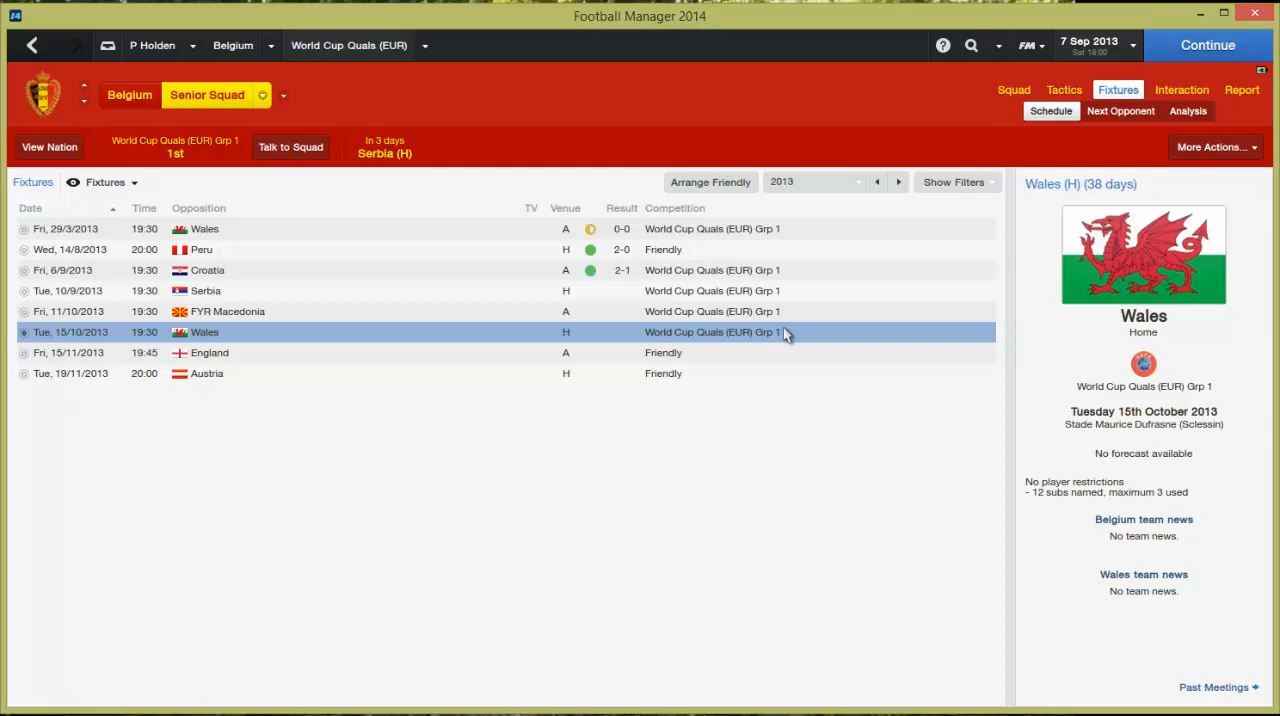 14
Football Manager 2014
P Holden
Belgium
World Cup Quals (EUR)
? FM
7 Sep 2013
Sat 18:00
Continue
Belgium
Senior Squad
Squad Tactics Fixtures Interaction Report
Schedule Next Opponent Analysis
View Nation
World Cup Quals (EUR) Grp 1
1st
Talk to Squad
In 3 days
Serbia (H)
More Actions...
Fixtures
Fixtures
Arrange Friendly
2013
Show Filters
Date Time Opposition TV Venue Result Competition
Fri, 29/3/2013 19:30 Wales A 0-0 World Cup Quals (EUR) Grp 1
Wed, 14/8/2013 20:00 Peru H 2-0 Friendly
Fri, 6/9/2013 19:30 Croatia A 2-1 World Cup Quals (EUR) Grp 1
Tue, 10/9/2013 19:30 Serbia H World Cup Quals (EUR) Grp 1
Fri, 11/10/2013 19:30 FYR Macedonia A World Cup Quals (EUR) Grp 1
Tue, 15/10/2013 19:30 Wales H World Cup Quals (EUR) Grp 1
Fri, 15/11/2013 19:45 England A Friendly
Tue, 19/11/2013 20:00 Austria H Friendly
Wales (H) (38 days)
Wales
Home
World Cup Quals (EUR) Grp 1
Tuesday 15th October 2013
Stade Maurice Dufrasne (Sclessin)
No forecast available
No player restrictions
- 12 subs named, maximum 3 used
Belgium team news
No team news.
Wales team news
No team news.
Past Meetings